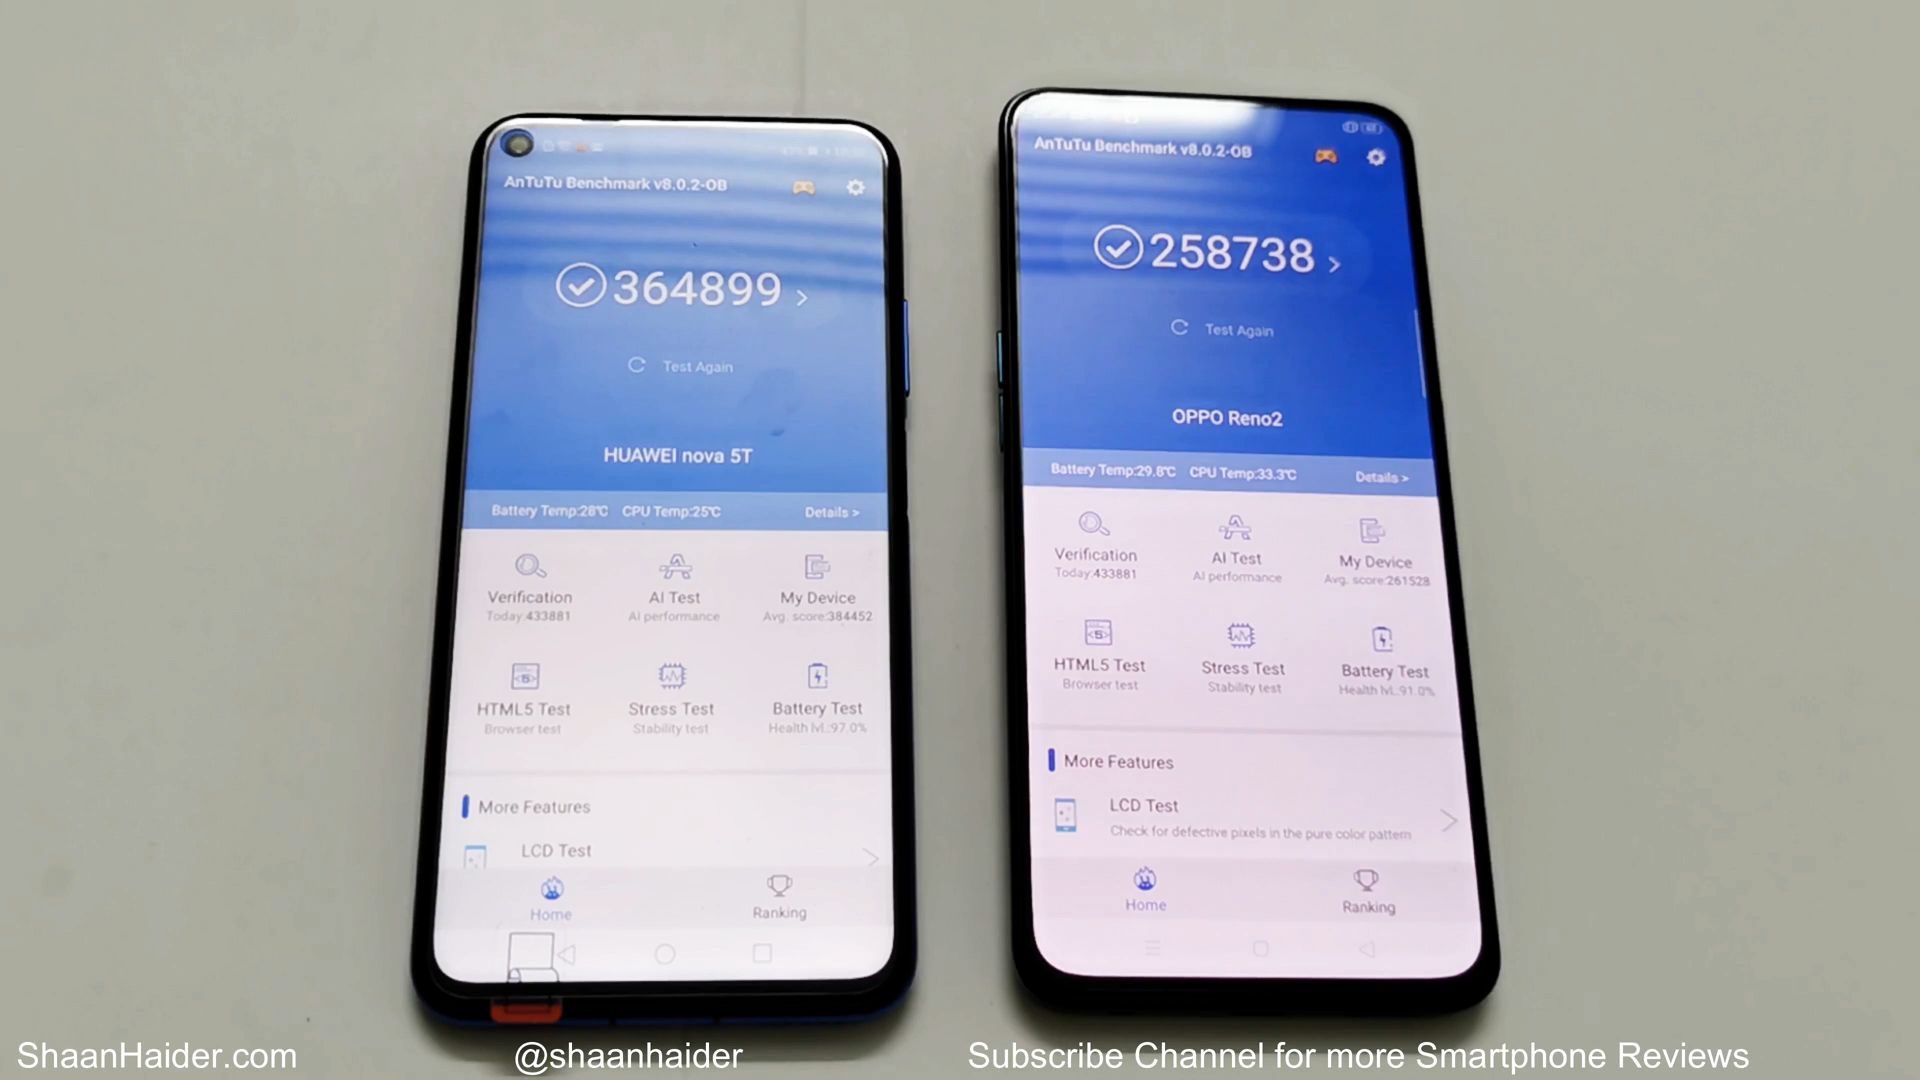 AnTuTu Benchmark v8.0.2-OB
364899 >
Test Again
HUAWEI nova 5T
Battery Temp:28℃ CPU Temp:25℃ Details >
Verification AI Test My Device
Today:433881 AI performance Avg. score:384452
HTML5 Test Stress Test Battery Test
Browser test Stability test Health lvl.:97.0%
More Features
LCD Test
Home Ranking
AnTuTu Benchmark v8.0.2-OB
258738 >
Test Again
OPPO Reno2
Battery Temp:29.8℃ CPU Temp:33.3℃ Details >
Verification AI Test My Device
Today:433881 AI performance Avg. score:261528
HTML5 Test Stress Test Battery Test
Browser test Stability test Health lvl.:91.0%
More Features
LCD Test
Check for defective pixels in the pure color pattern
Home Ranking
ShaanHaider.com @shaanhaider Subscribe Channel for more Smartphone Reviews